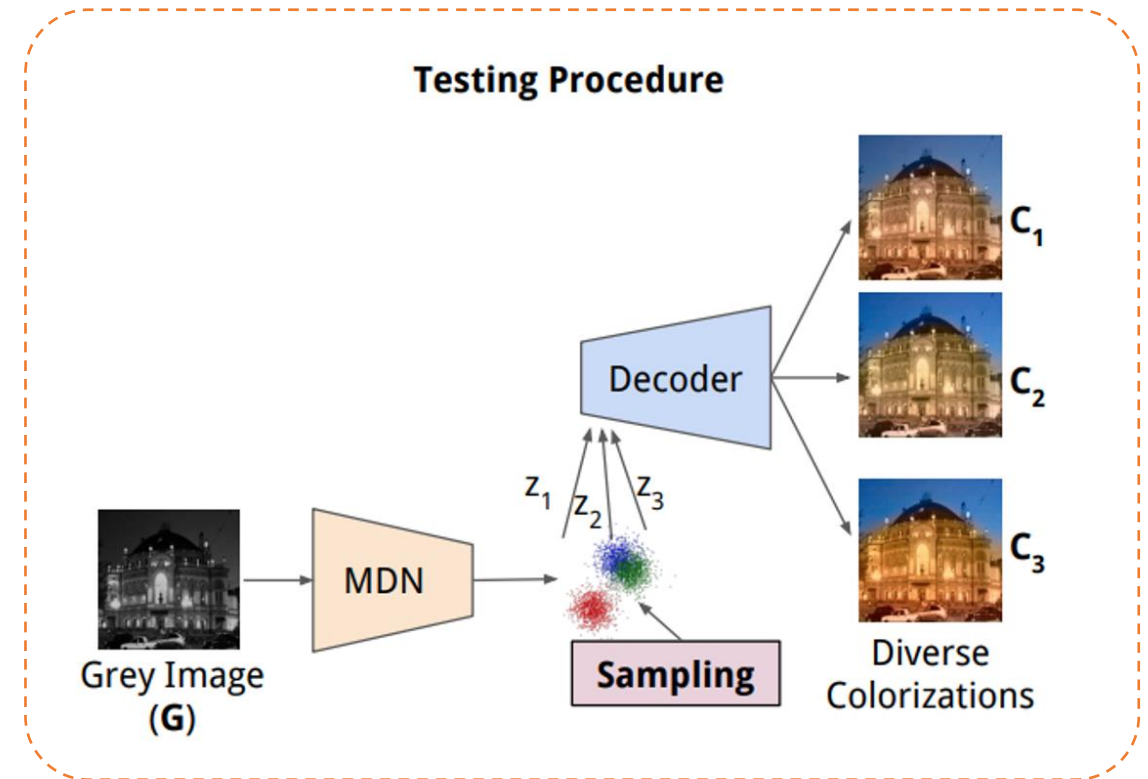 Testing Procedure
C1
Decoder
C2
z1
z2
z3
MDN
C3
Sampling
Grey Image
(G)
Diverse
Colorizations